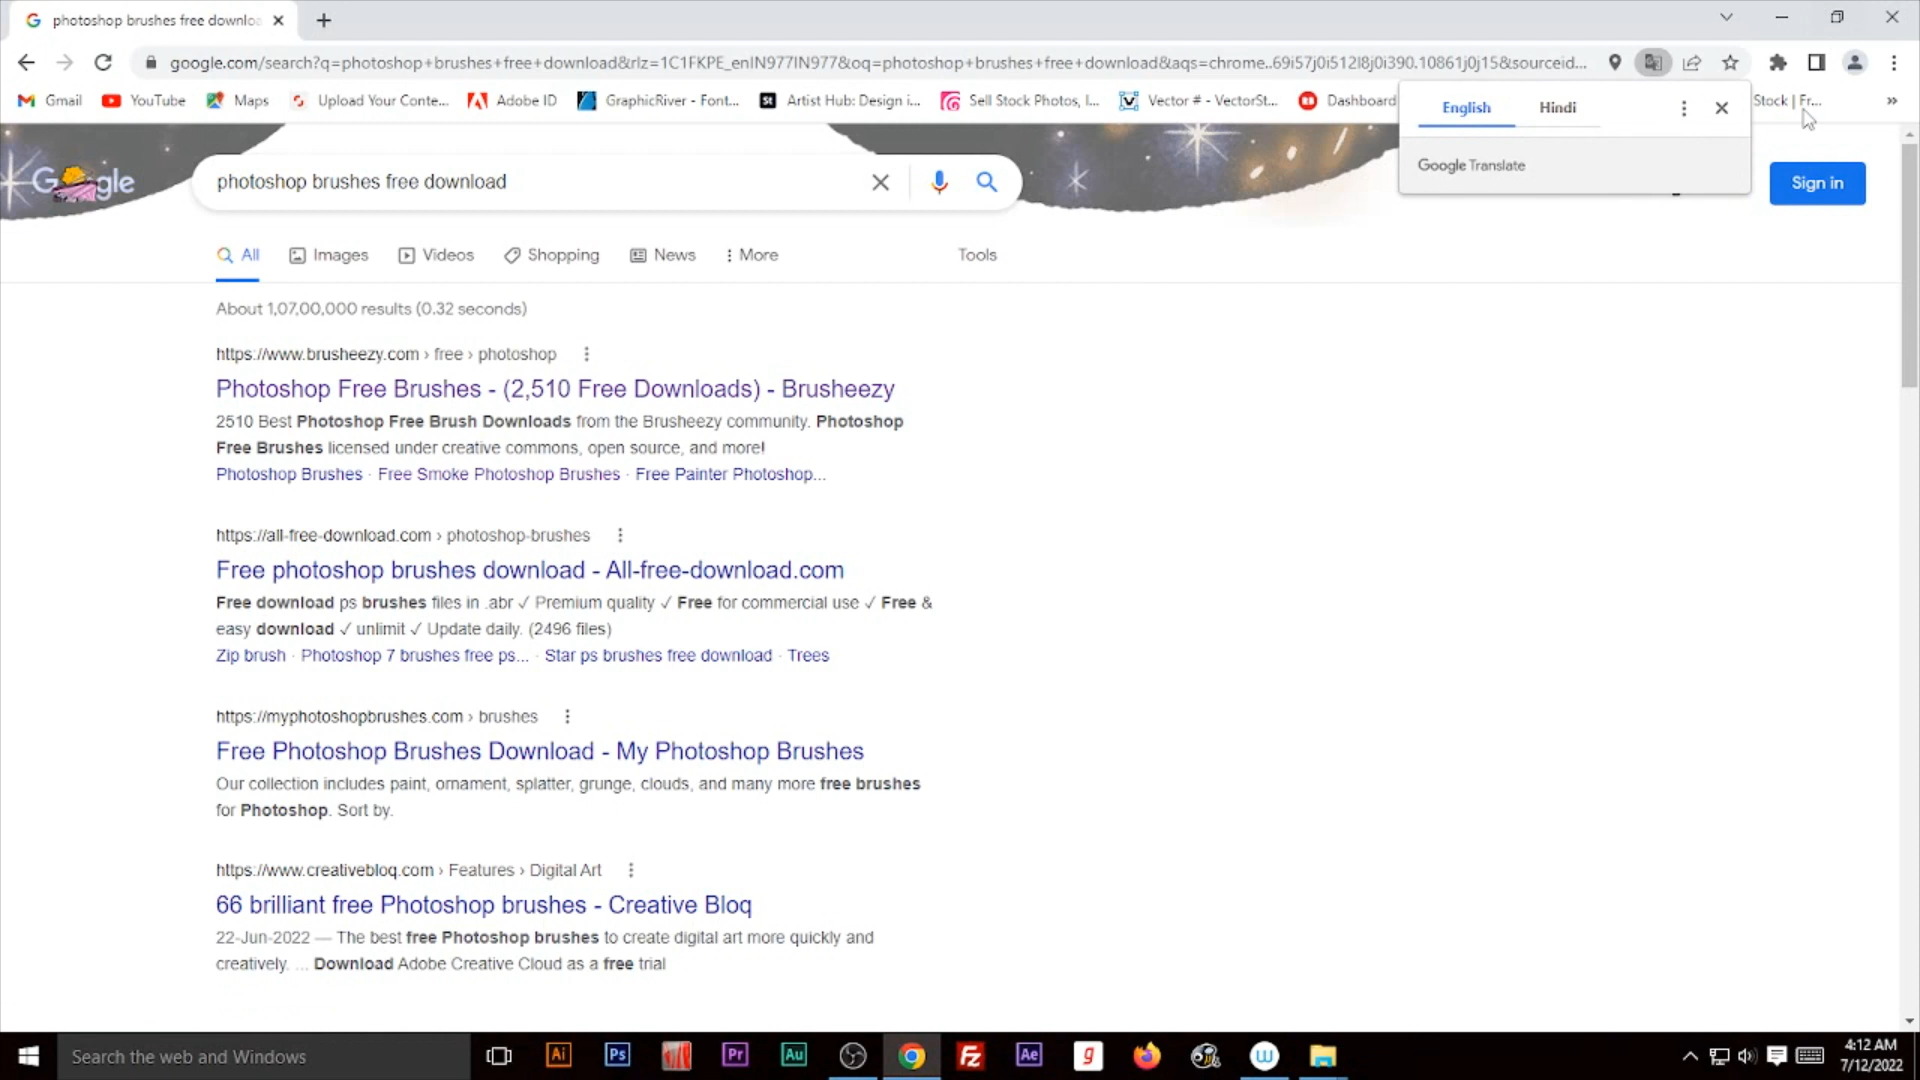 photoshop brushes free downloa
google.com/search?q=photoshop+brushes+free+download&rlz=1C1FKPE_enIN977IN977&oq=photoshop+brushes+free+download&aqs=chrome..69i57j0i512l8j0i390.10861j0j15&sourceid...
Gmail YouTube Maps Upload Your Conte... Adobe ID GraphicRiver - Font... Artist Hub: Design i... Sell Stock Photos, I... Vector # - VectorSt... Dashboard Stock | Fr... »
English Hindi
Google Translate
photoshop brushes free download
Sign in
All Images Videos Shopping News More Tools
About 1,07,00,000 results (0.32 seconds)
https://www.brusheezy.com › free › photoshop
Photoshop Free Brushes - (2,510 Free Downloads) - Brusheezy
2510 Best Photoshop Free Brush Downloads from the Brusheezy community. Photoshop
Free Brushes licensed under creative commons, open source, and more!
Photoshop Brushes · Free Smoke Photoshop Brushes · Free Painter Photoshop...
https://all-free-download.com › photoshop-brushes
Free photoshop brushes download - All-free-download.com
Free download ps brushes files in .abr ✓ Premium quality ✓ Free for commercial use ✓ Free &
easy download ✓ unlimit ✓ Update daily. (2496 files)
Zip brush · Photoshop 7 brushes free ps... · Star ps brushes free download · Trees
https://myphotoshopbrushes.com › brushes
Free Photoshop Brushes Download - My Photoshop Brushes
Our collection includes paint, ornament, splatter, grunge, clouds, and many more free brushes
for Photoshop. Sort by.
https://www.creativebloq.com › Features › Digital Art
66 brilliant free Photoshop brushes - Creative Bloq
22-Jun-2022 — The best free Photoshop brushes to create digital art more quickly and
creatively. ... Download Adobe Creative Cloud as a free trial
Search the web and Windows
Ai Ps Pr Au Fz Ae g W
4:12 AM
7/12/2022